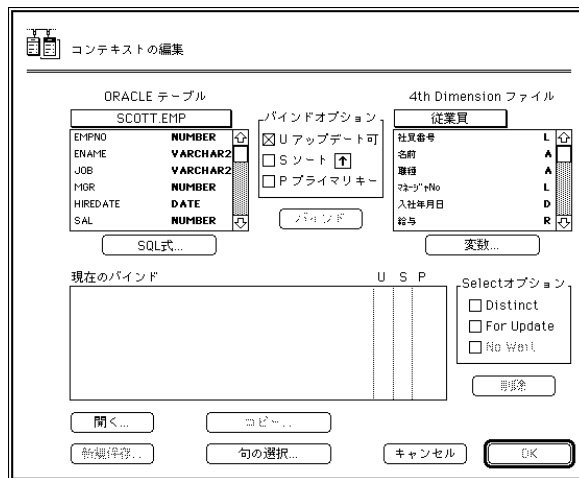 コンテキストの編集
ORACLE テーブル
SCOTT.EMP
EMPNO NUMBER
ENAME VARCHAR2
JOB VARCHAR2
MGR NUMBER
HIREDATE DATE
SAL NUMBER
SQL式...
バインドオプション
U アップデート可
S ソート
P プライマリキー
バインド
4th Dimension ファイル
従業員
社員番号 L
名前 A
職種 A
マネージャNo L
入社年月日 D
給与 R
変数...
現在のバインド U S P
Selectオプション
Distinct
For Update
No Wait
削除
開く...
コピー...
新規保存...
句の選択...
キャンセル
OK